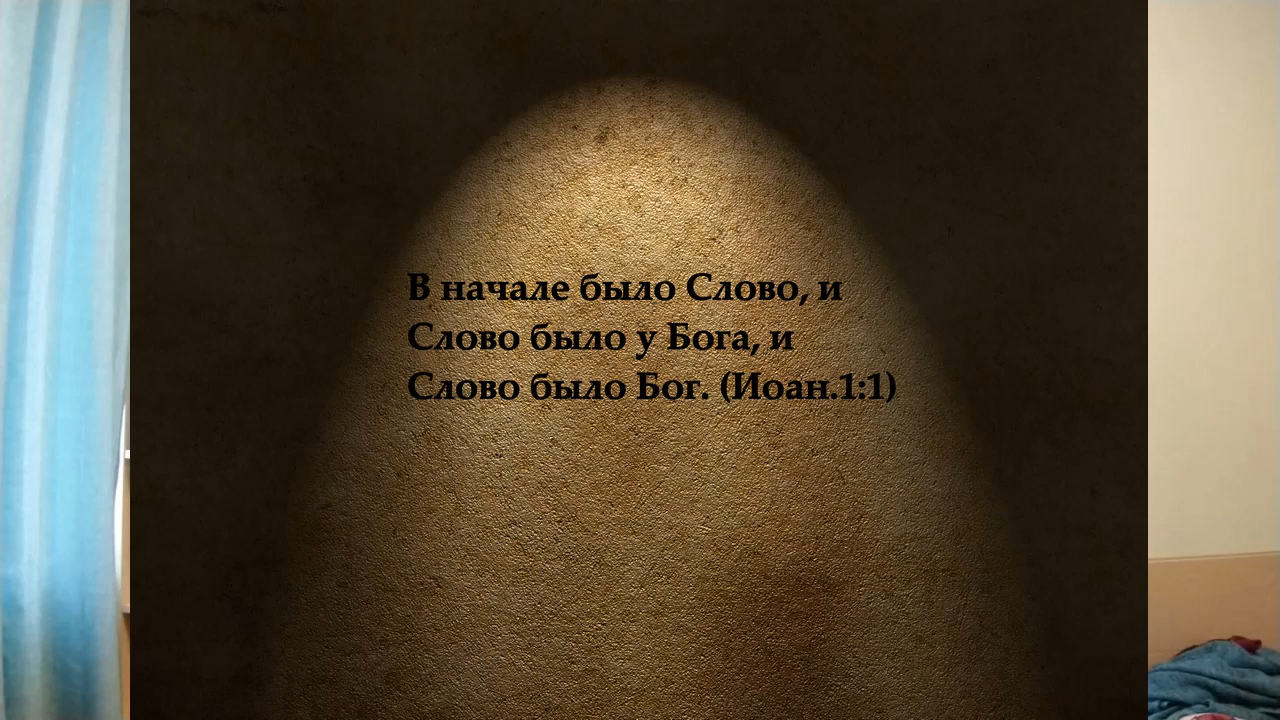 В начале было Слово, и
Слово было у Бога, и
Слово было Бог. (Иоан.1:1)